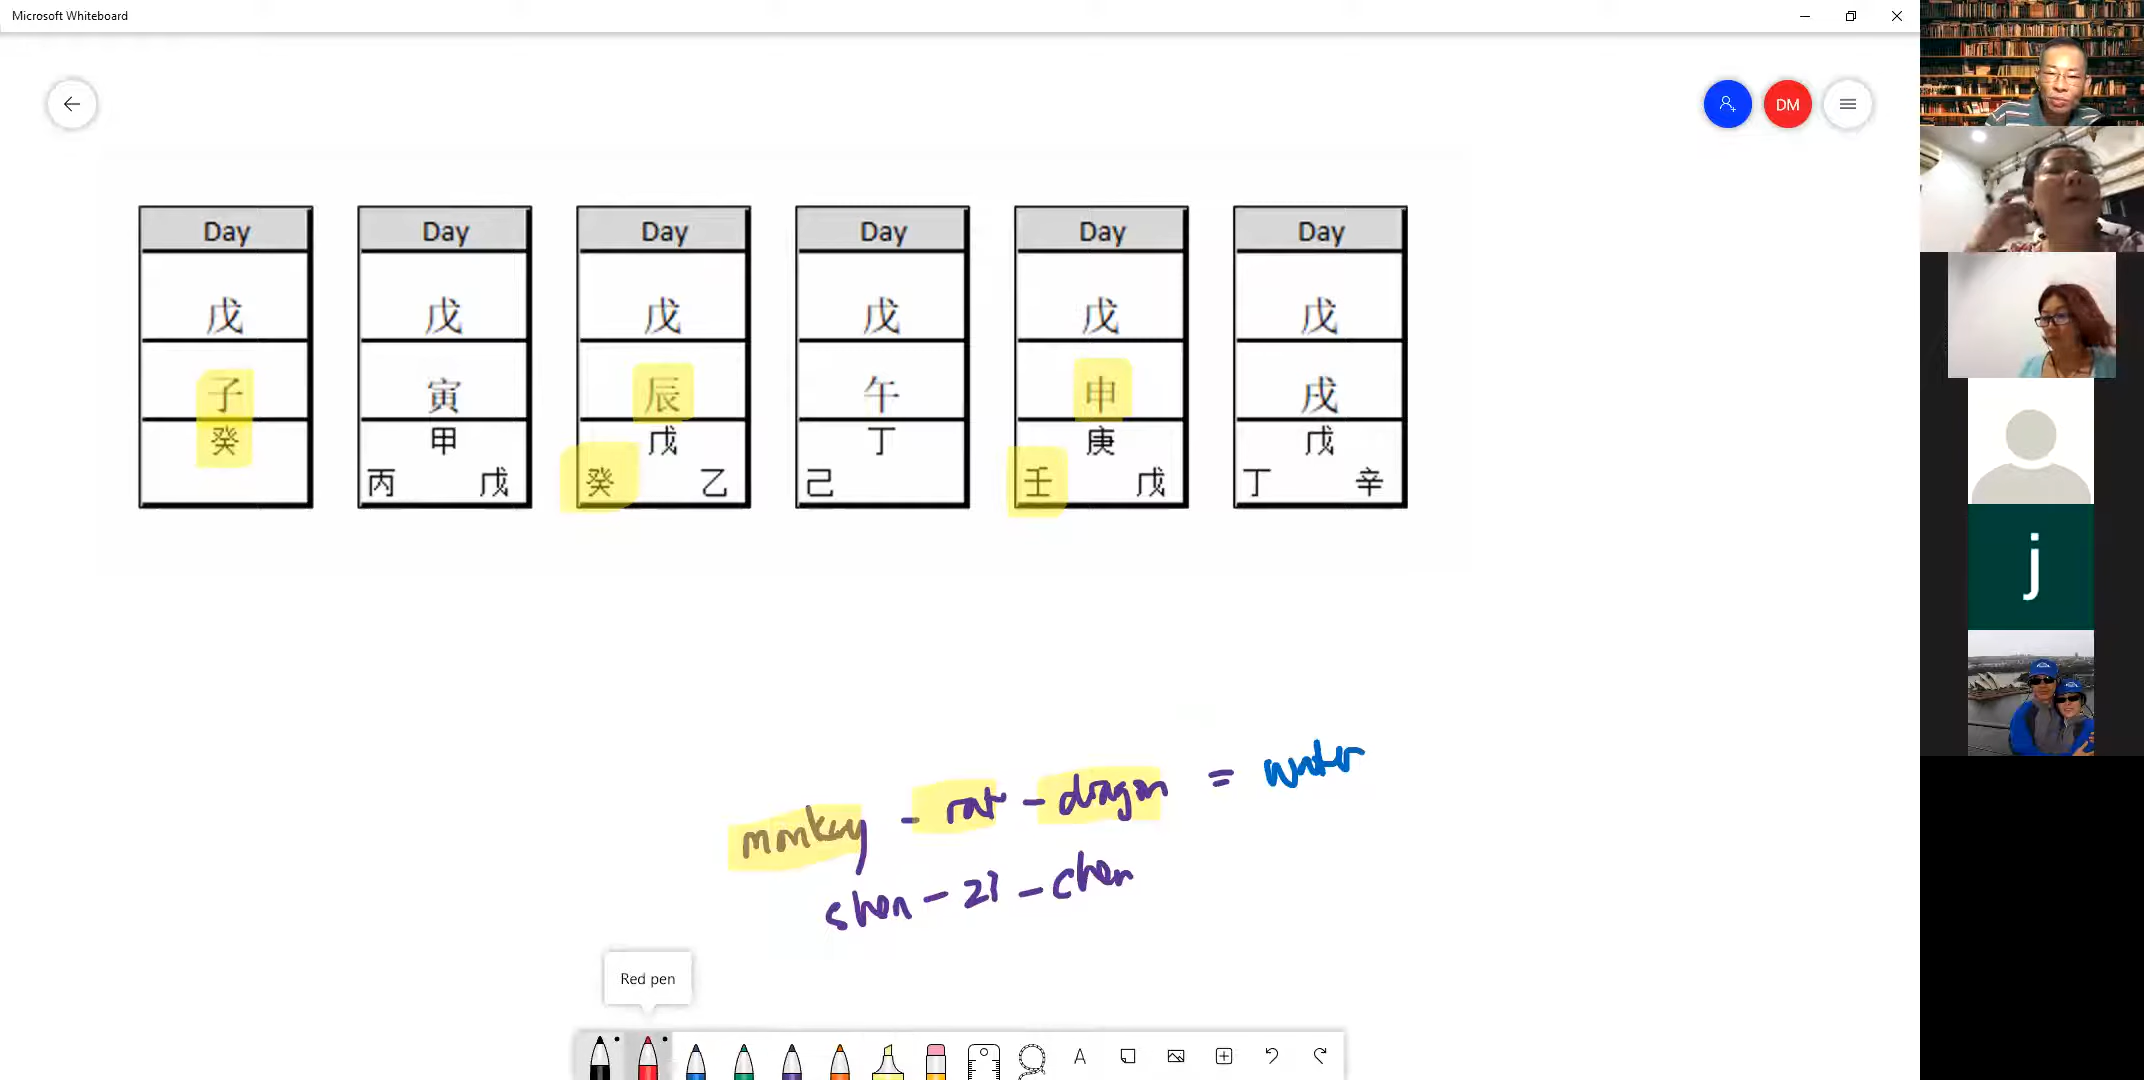 Microsoft Whiteboard
DM
Day Day Day Day Day Day
戊 戊 戊 戊 戊 戊
子 寅 辰 午 申 戌
癸 甲 戊 丁 庚 戊
丙 戊 癸 乙 己 壬 戊 丁 辛
j
monkey - rat - dragon = water
shen - zi - chen
Red pen
A